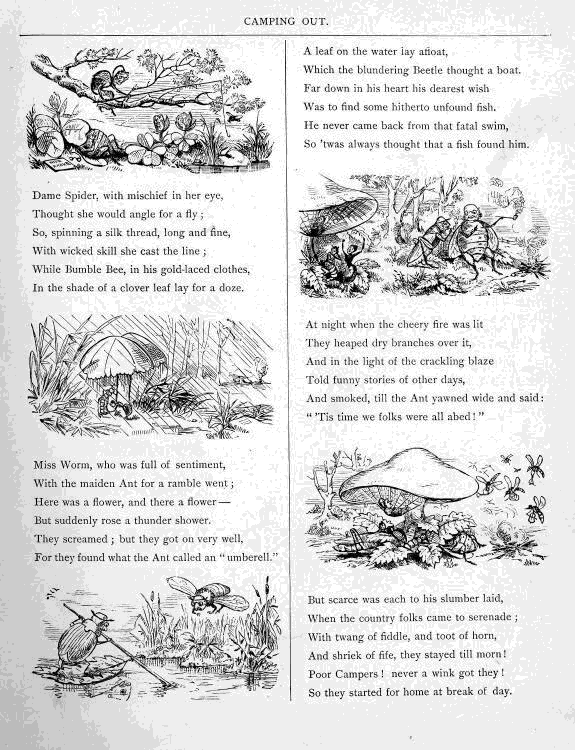 CAMPING OUT.
Dame Spider, with mischief in her eye,
Thought she would angle for a fly ;
So, spinning a silk thread, long and fine,
With wicked skill she cast the line ;
While Bumble Bee, in his gold-laced clothes,
In the shade of a clover leaf lay for a doze.
Miss Worm, who was full of sentiment,
With the maiden Ant for a ramble went ;
Here was a flower, and there a flower—
But suddenly rose a thunder shower.
They screamed ; but they got on very well,
For they found what the Ant called an “umberell.”
A leaf on the water lay afloat,
Which the blundering Beetle thought a boat.
Far down in his heart his dearest wish
Was to find some hitherto unfound fish.
He never came back from that fatal swim,
So ’twas always thought that a fish found him.
At night when the cheery fire was lit
They heaped dry branches over it,
And in the light of the crackling blaze
Told funny stories of other days,
And smoked, till the Ant yawned wide and said:
“ ’Tis time we folks were all abed! ”
But scarce was each to his slumber laid,
When the country folks came to serenade ;
With twang of fiddle, and toot of horn,
And shriek of fife, they stayed till morn!
Poor Campers! never a wink got they!
So they started for home at break of day.